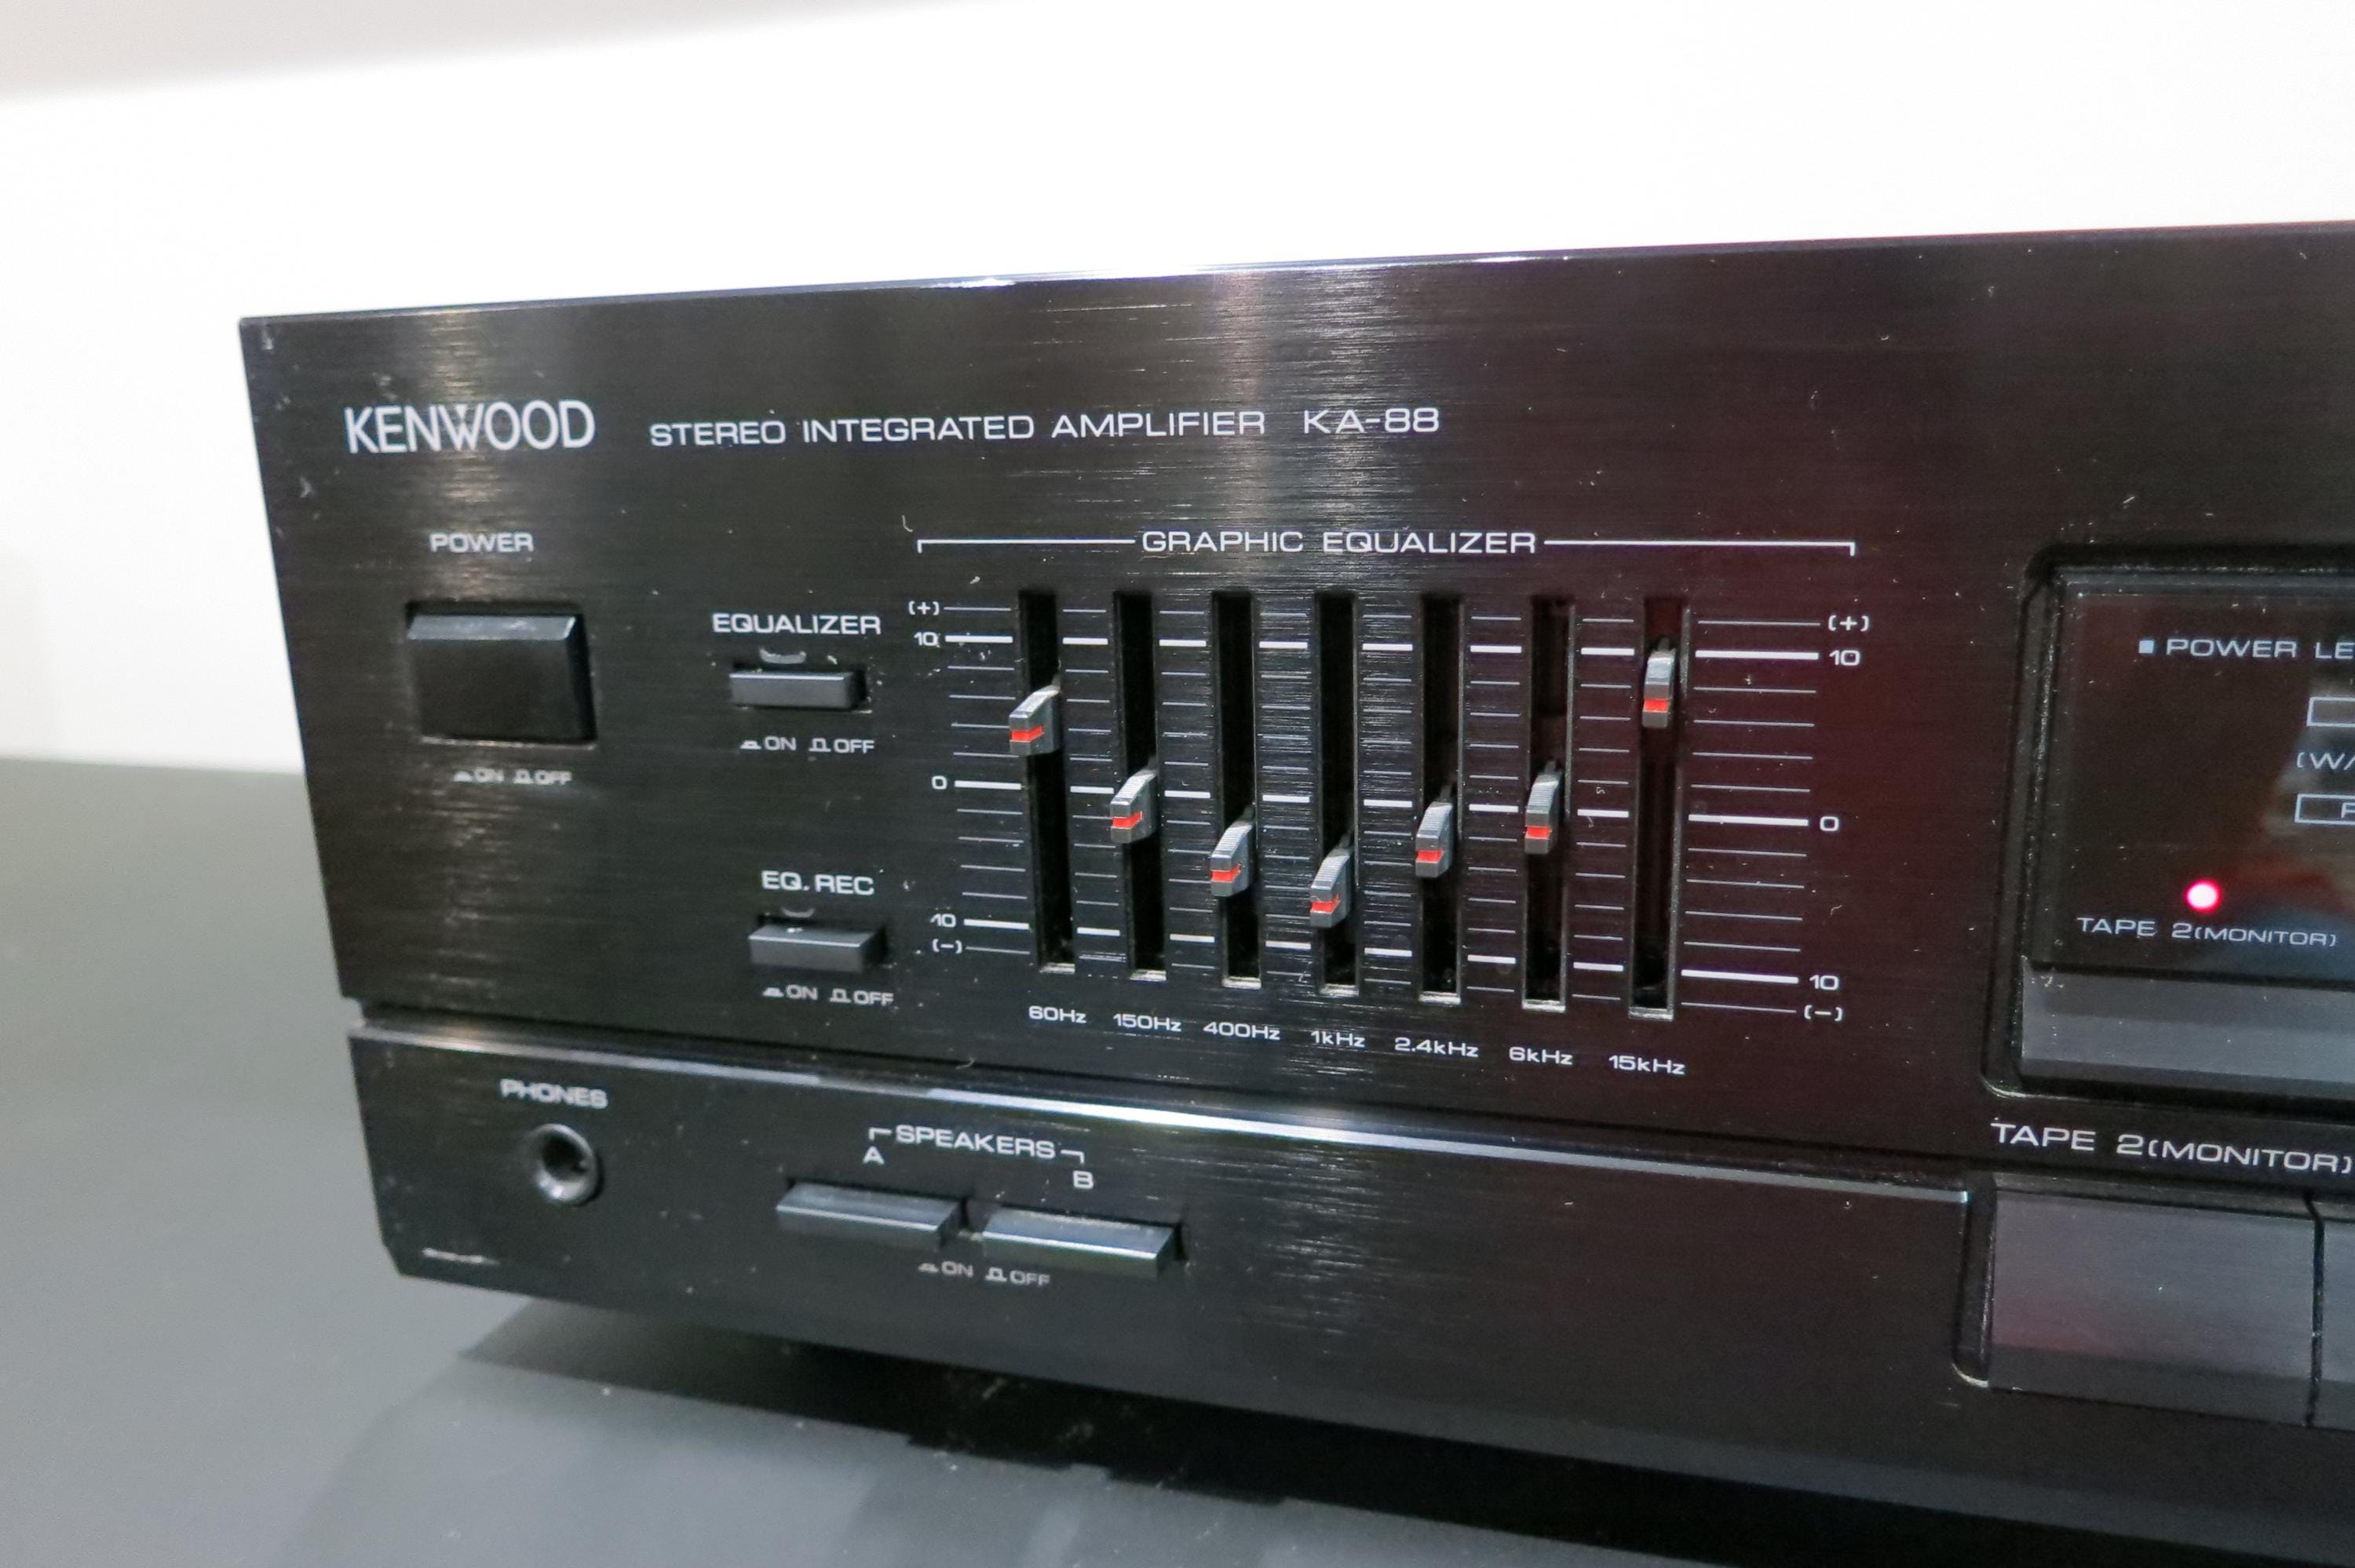 KENWOOD STEREO INTEGRATED AMPLIFIER KA-88
POWER
ON OFF
EQUALIZER
ON OFF
EQ. REC
ON OFF
GRAPHIC EQUALIZER
(+) (+)
10 10
0 0
10 10
(-) (-)
60Hz 150Hz 400Hz 1kHz 2.4kHz 6kHz 15kHz
POWER LE
(W/
TAPE 2(MONITOR)
TAPE 2(MONITOR)
PHONES
SPEAKERS
A B
ON OFF